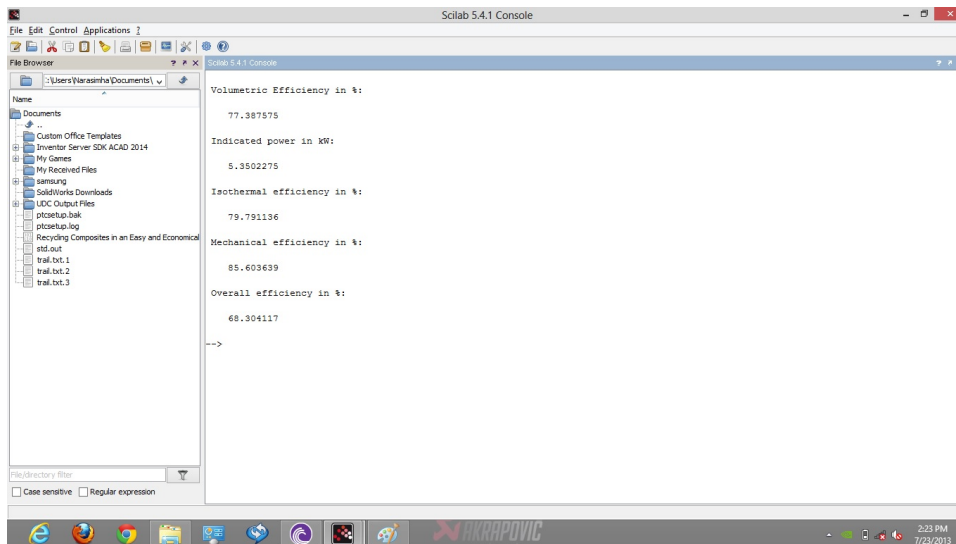 Scilab 5.4.1 Console
File Edit Control Applications ?
File Browser
Scilab 5.4.1 Console
:\Users\Narasimha\Documents\
Name
Documents
..
Custom Office Templates
Inventor Server SDK ACAD 2014
My Games
My Received Files
samsung
SolidWorks Downloads
UDC Output Files
ptcsetup.bak
ptcsetup.log
Recycling Composites in an Easy and Economical
std.out
trail.txt.1
trail.txt.2
trail.txt.3
File/directory filter
Case sensitive Regular expression
Volumetric Efficiency in %:
77.387575
Indicated power in kW:
5.3502275
Isothermal efficiency in %:
79.791136
Mechanical efficiency in %:
85.603639
Overall efficiency in %:
68.304117
-->
AKRAPOVIC
2:23 PM
7/23/2013